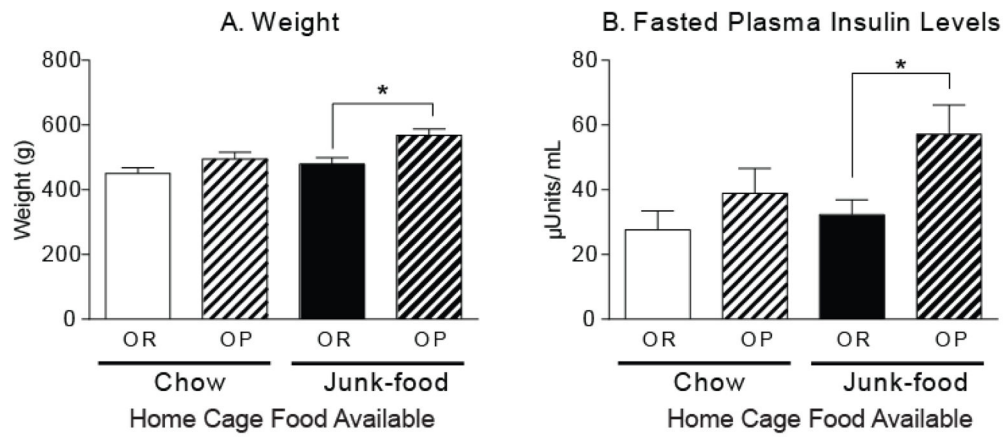 A. Weight
800
600
400
200
0
Weight (g)
*
OR OP OR OP
Chow Junk-food
Home Cage Food Available
B. Fasted Plasma Insulin Levels
80
60
40
20
0
µUnits/ mL
*
OR OP OR OP
Chow Junk-food
Home Cage Food Available